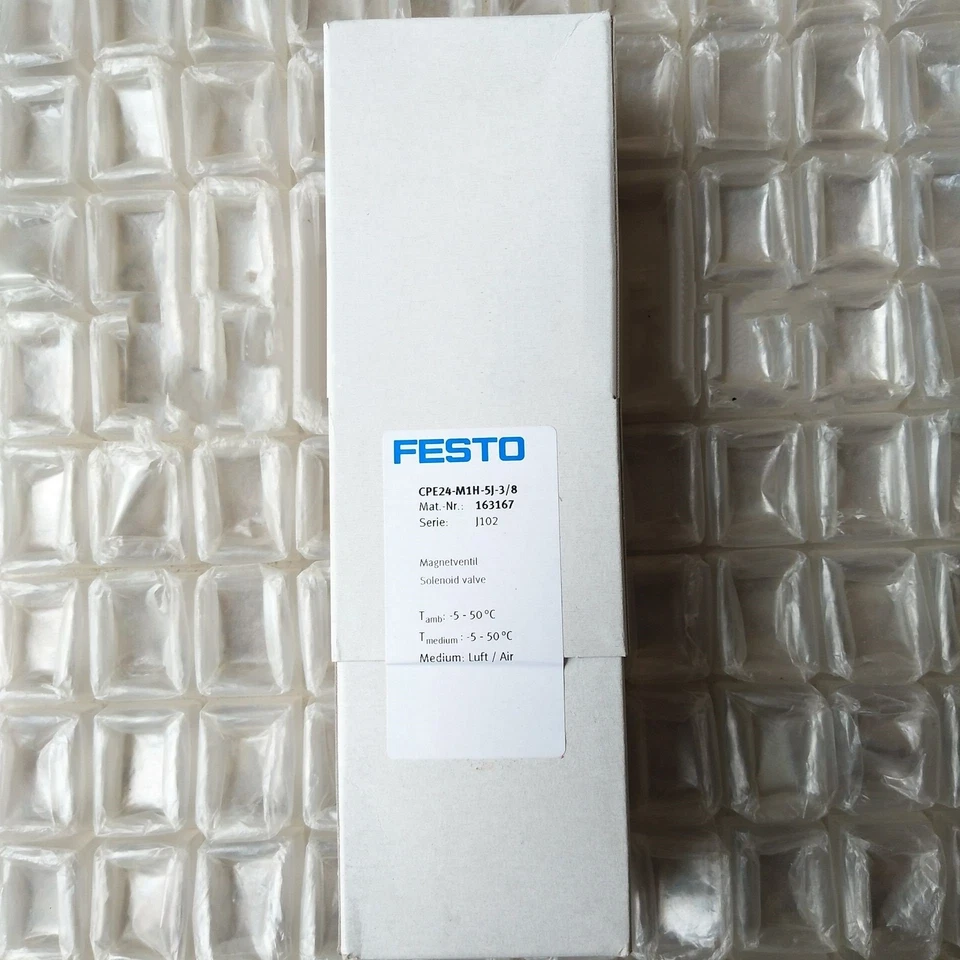 FESTO
CPE24-M1H-5J-3/8
Mat.-Nr.: 163167
Serie: J102
Magnetventil
Solenoid valve
Tamb: -5 - 50°C
Tmedium : -5 - 50°C
Medium: Luft / Air